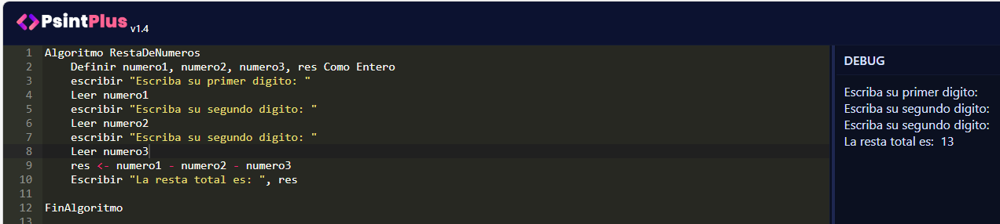 PsintPlus v1.4
1 Algoritmo RestaDeNumeros
2 Definir numero1, numero2, numero3, res Como Entero
3 escribir "Escriba su primer digito: "
4 Leer numero1
5 escribir "Escriba su segundo digito: "
6 Leer numero2
7 escribir "Escriba su segundo digito: "
8 Leer numero3
9 res <- numero1 - numero2 - numero3
10 Escribir "La resta total es: ", res
11
12 FinAlgoritmo
13
DEBUG
Escriba su primer digito:
Escriba su segundo digito:
Escriba su segundo digito:
La resta total es: 13